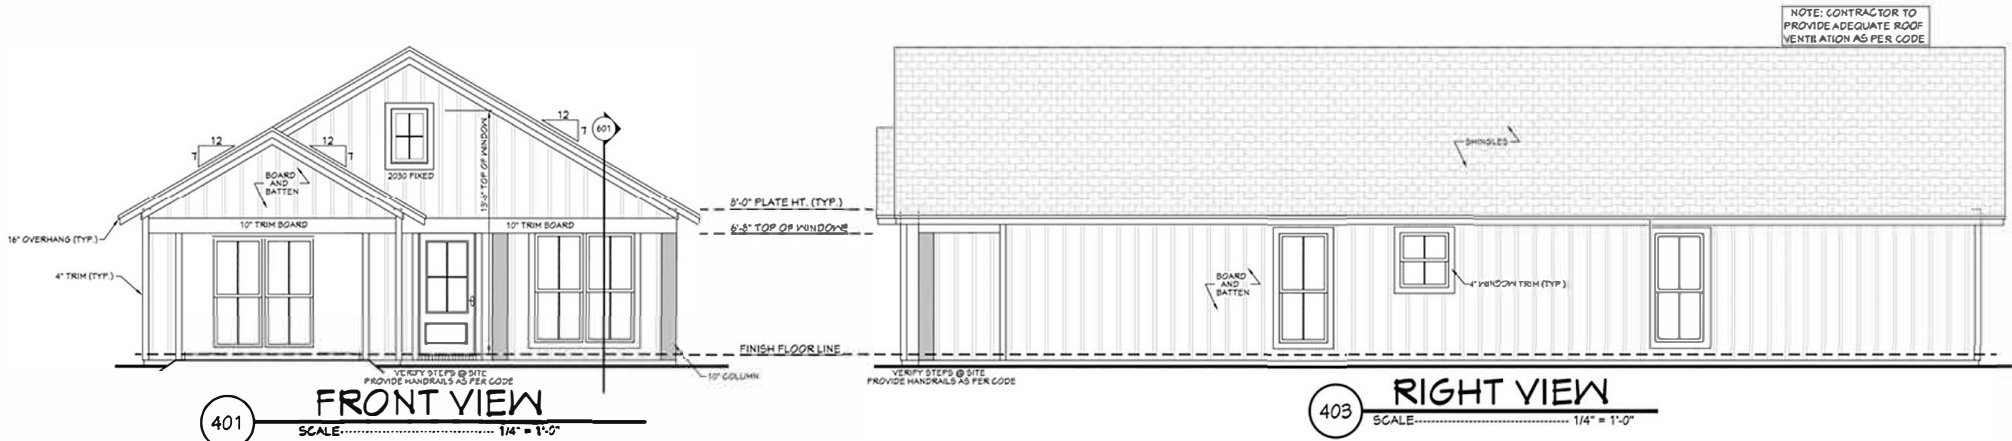 NOTE: CONTRACTOR TO
PROVIDE ADEQUATE ROOF
VENTILATION AS PER CODE
12
7
12
7
12
7
601
2030 FIXED
13'-6" TOP OF WINDOW
BOARD
AND
BATTEN
10" TRIM BOARD
10" TRIM BOARD
16" OVERHANG (TYP.)
4" TRIM (TYP.)
8'-0" PLATE HT. (TYP.)
6'-8" TOP OF WINDOWS
FINISH FLOOR LINE
10" COLUMN
VERIFY STEPS @ SITE
PROVIDE HANDRAILS AS PER CODE
401
FRONT VIEW
SCALE 1/4" = 1'-0"
SHINGLES
BOARD
AND
BATTEN
4" WINDOW TRIM (TYP.)
VERIFY STEPS @ SITE
PROVIDE HANDRAILS AS PER CODE
403
RIGHT VIEW
SCALE 1/4" = 1'-0"